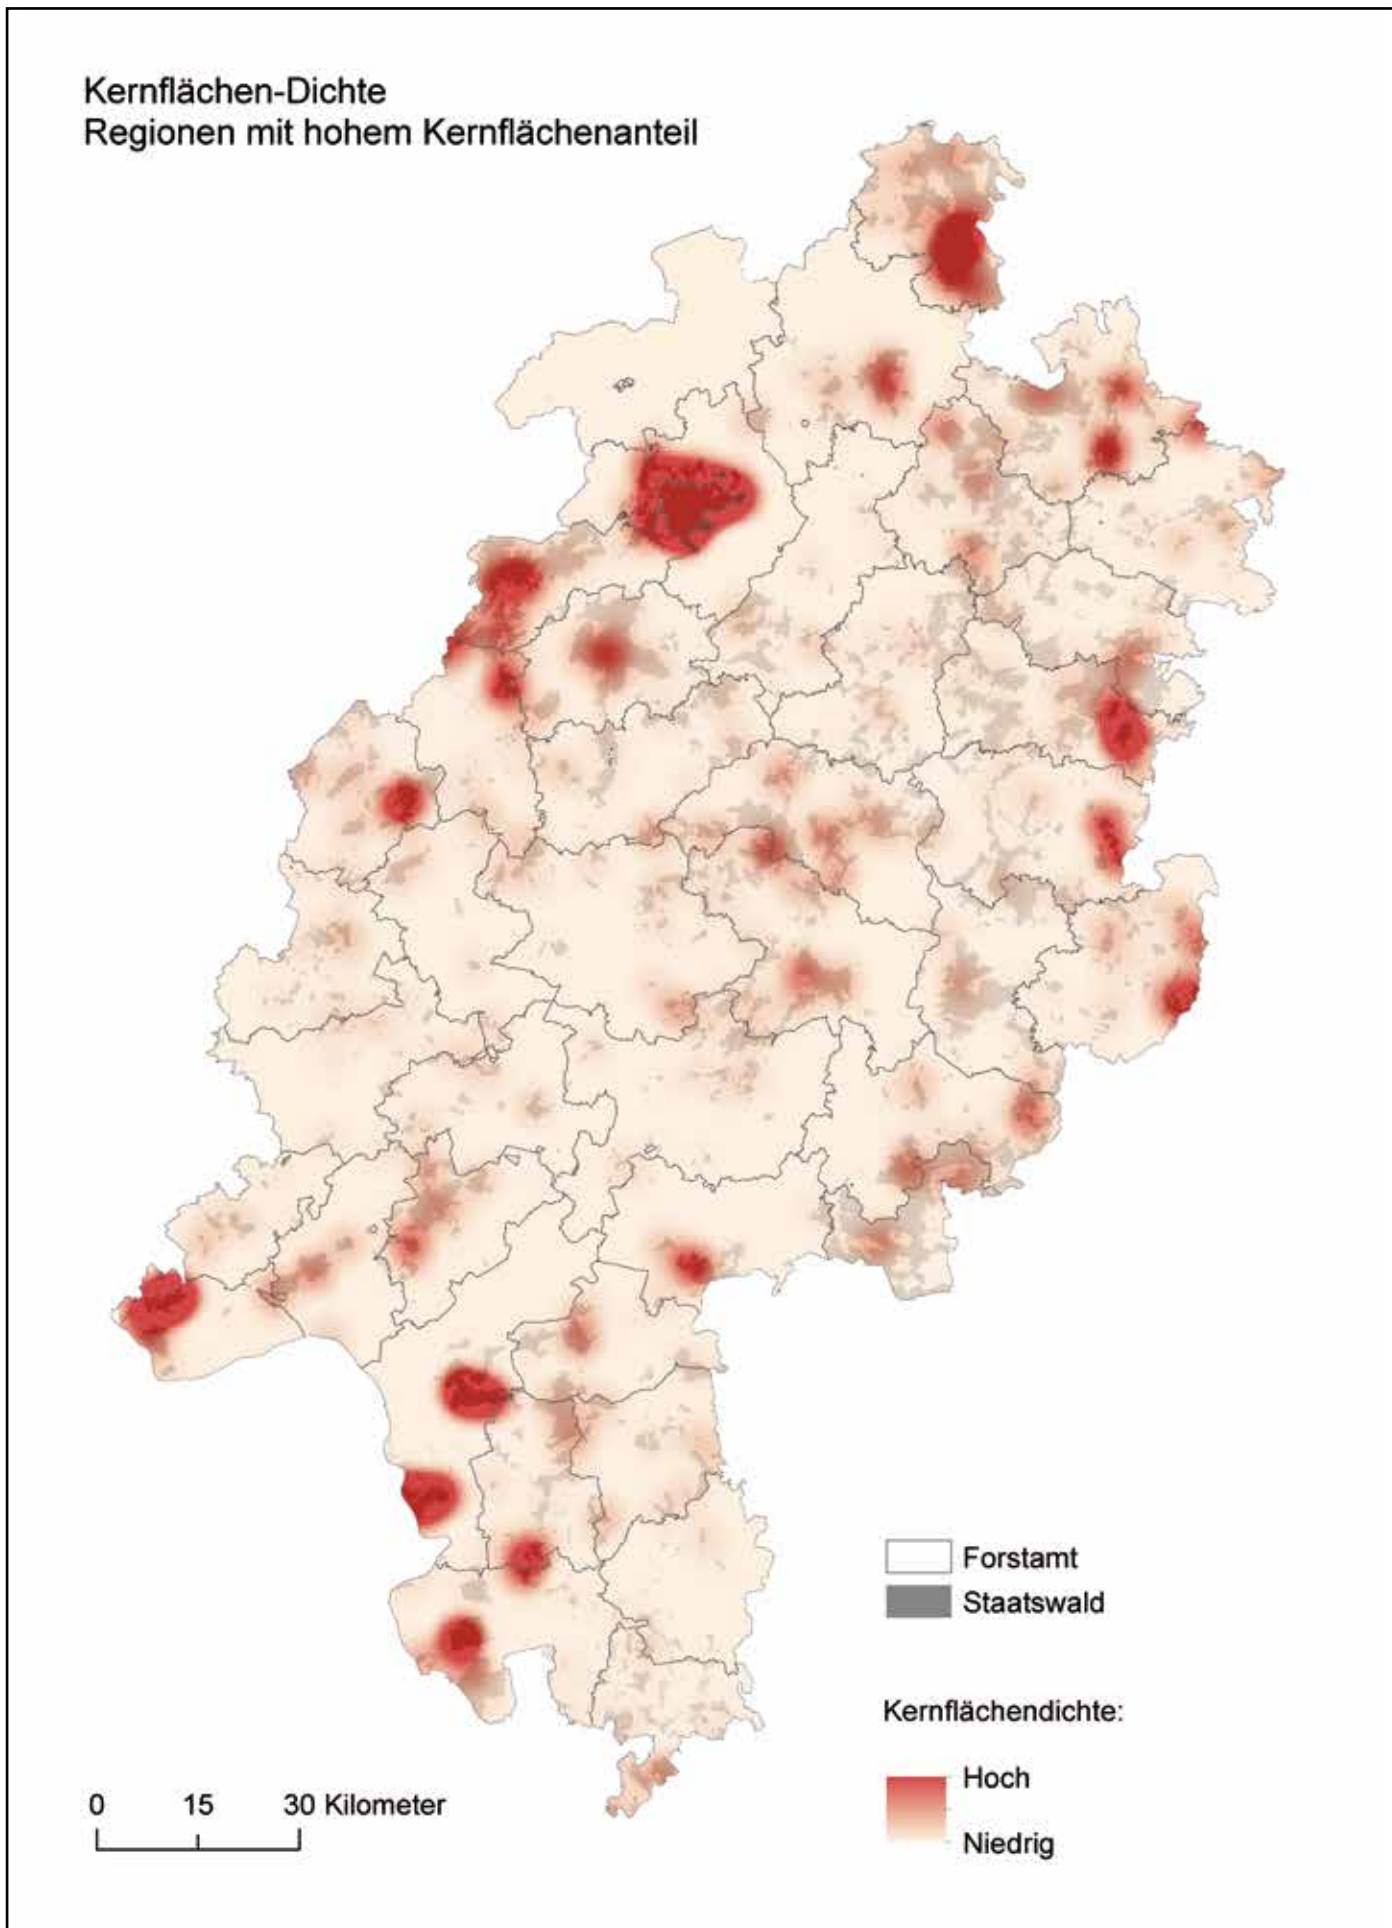 Kernflächen-Dichte
Regionen mit hohem Kernflächenanteil
Forstamt
Staatswald
Kernflächendichte:
Hoch
Niedrig
0 15 30 Kilometer